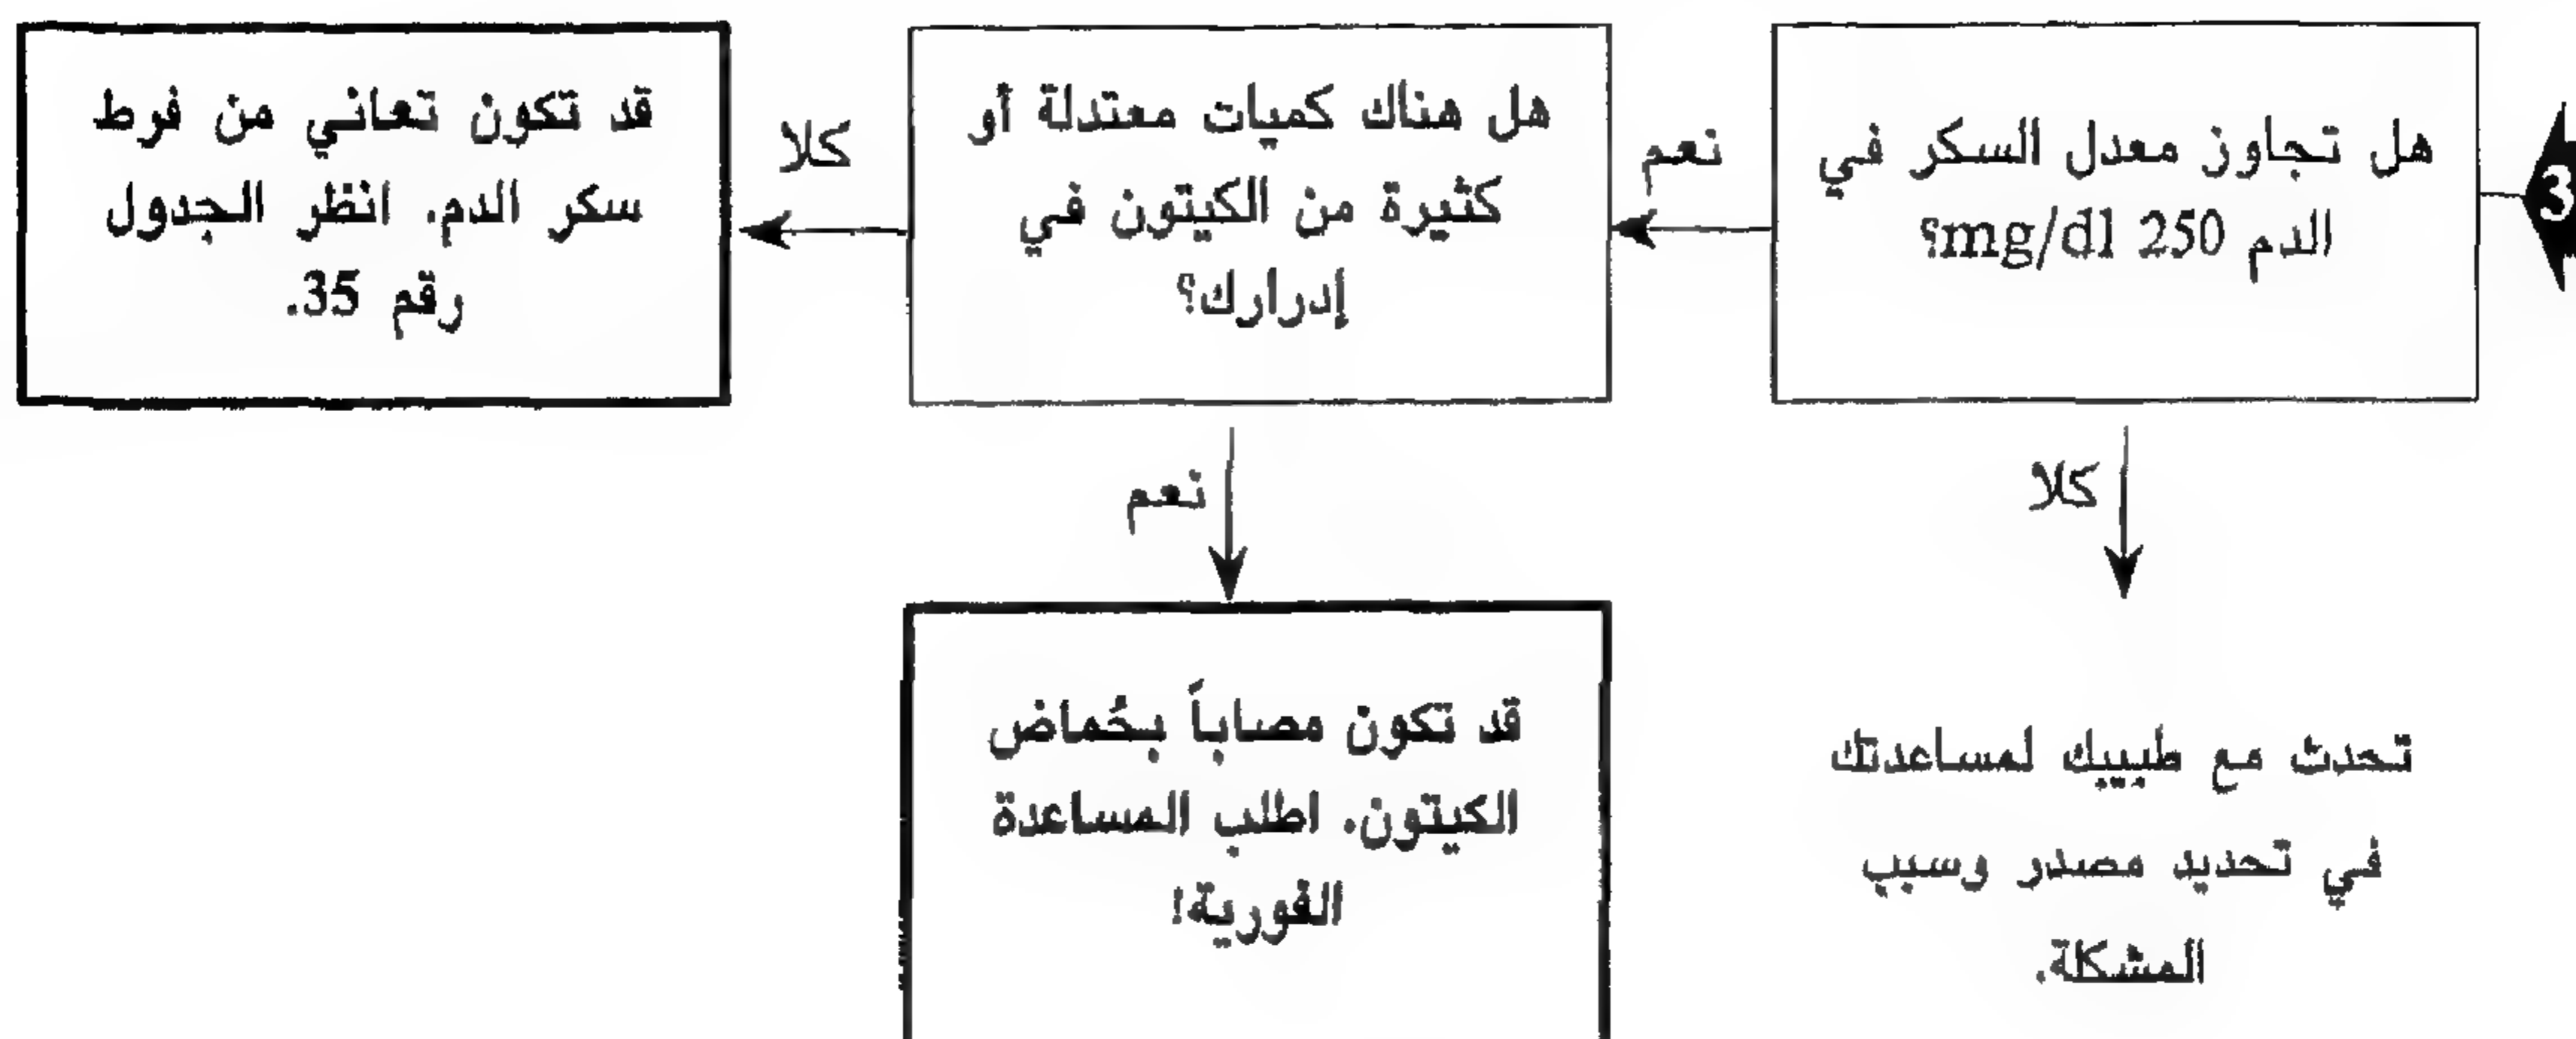 3
هل تجاوز معدل السكر في
الدم 250 mg/dl؟
نعم
هل هناك كميات معتدلة أو
كثيرة من الكيتون في
إدرارك؟
كلا
قد تكون تعاني من فرط
سكر الدم. انظر الجدول
رقم 35.
كلا
تحدث مع طبيبك لمساعدتك
في تحديد مصدر وسبب
المشكلة.
نعم
قد تكون مصاباً بحُماض
الكيتون. اطلب المساعدة
الفورية!